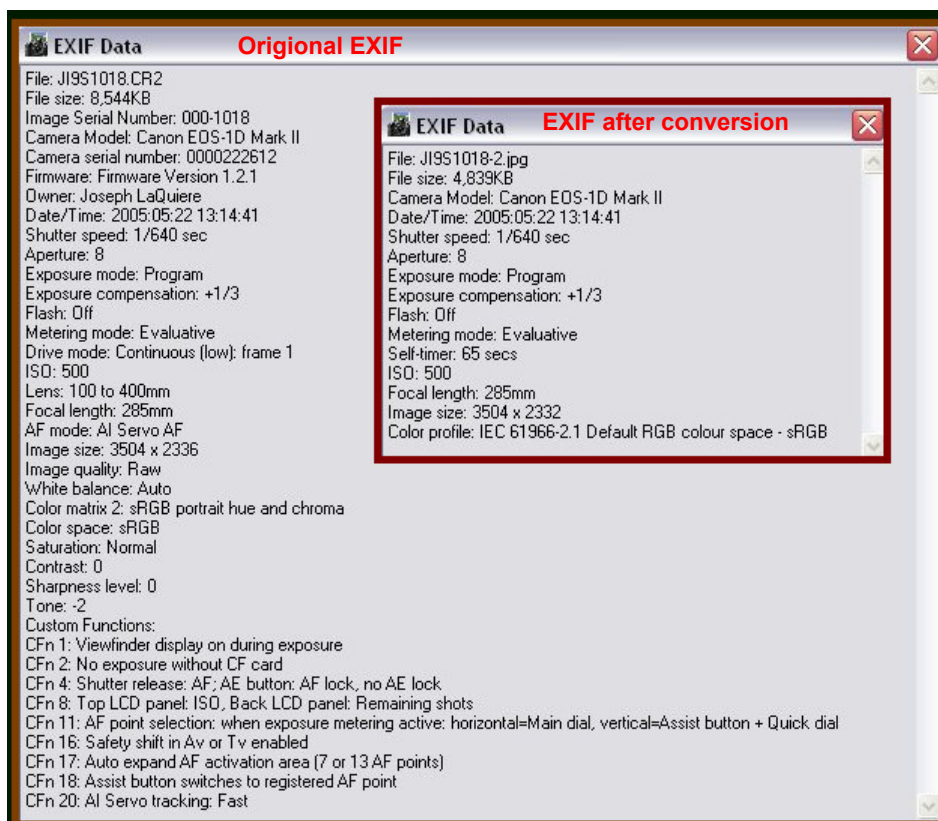 EXIF Data Origional EXIF
File: JI9S1018.CR2
File size: 8,544KB
Image Serial Number: 000-1018
Camera Model: Canon EOS-1D Mark II
Camera serial number: 0000222612
Firmware: Firmware Version 1.2.1
Owner: Joseph LaQuiere
Date/Time: 2005:05:22 13:14:41
Shutter speed: 1/640 sec
Aperture: 8
Exposure mode: Program
Exposure compensation: +1/3
Flash: Off
Metering mode: Evaluative
Drive mode: Continuous (low): frame 1
ISO: 500
Lens: 100 to 400mm
Focal length: 285mm
AF mode: AI Servo AF
Image size: 3504 x 2336
Image quality: Raw
White balance: Auto
Color matrix 2: sRGB portrait hue and chroma
Color space: sRGB
Saturation: Normal
Contrast: 0
Sharpness level: 0
Tone: -2
Custom Functions:
CFn 1: Viewfinder display on during exposure
CFn 2: No exposure without CF card
CFn 4: Shutter release: AF; AE button: AF lock, no AE lock
CFn 8: Top LCD panel: ISO, Back LCD panel: Remaining shots
CFn 11: AF point selection: when exposure metering active: horizontal=Main dial, vertical=Assist button + Quick dial
CFn 16: Safety shift in Av or Tv enabled
CFn 17: Auto expand AF activation area (7 or 13 AF points)
CFn 18: Assist button switches to registered AF point
CFn 20: AI Servo tracking: Fast
EXIF Data EXIF after conversion
File: JI9S1018-2.jpg
File size: 4,839KB
Camera Model: Canon EOS-1D Mark II
Date/Time: 2005:05:22 13:14:41
Shutter speed: 1/640 sec
Aperture: 8
Exposure mode: Program
Exposure compensation: +1/3
Flash: Off
Metering mode: Evaluative
Self-timer: 65 secs
ISO: 500
Focal length: 285mm
Image size: 3504 x 2332
Color profile: IEC 61966-2.1 Default RGB colour space - sRGB